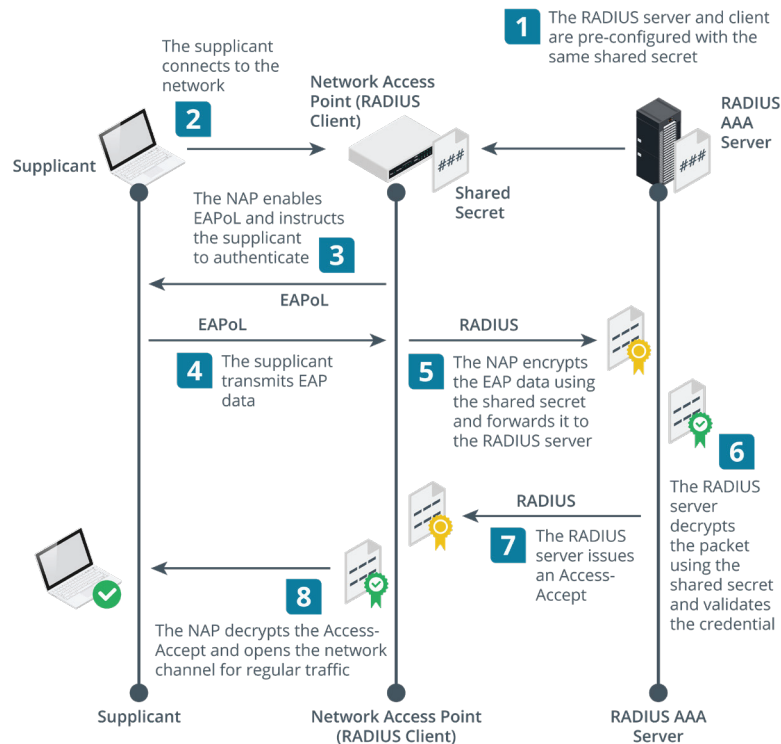 1
The RADIUS server and client
are pre-configured with the
same shared secret
The supplicant
connects to the
network
2
Network Access
Point (RADIUS
Client)
RADIUS
AAA
Server
Supplicant
###
###
Shared
Secret
The NAP enables
EAPoL and instructs
the supplicant
to authenticate
3
EAPoL
EAPoL
RADIUS
4
The supplicant
transmits EAP
data
5
The NAP encrypts
the EAP data using
the shared secret
and forwards it to
the RADIUS server
6
The RADIUS
server
decrypts
the packet
using the
shared secret
and validates
the credential
RADIUS
7
The RADIUS
server issues
an Access-
Accept
8
The NAP decrypts the Access-
Accept and opens the network
channel for regular traffic
Supplicant
Network Access Point
(RADIUS Client)
RADIUS AAA
Server